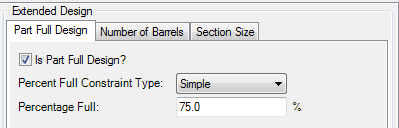 Extended Design
Part Full Design Number of Barrels Section Size
Is Part Full Design?
Percent Full Constraint Type: Simple
Percentage Full: 75.0 %